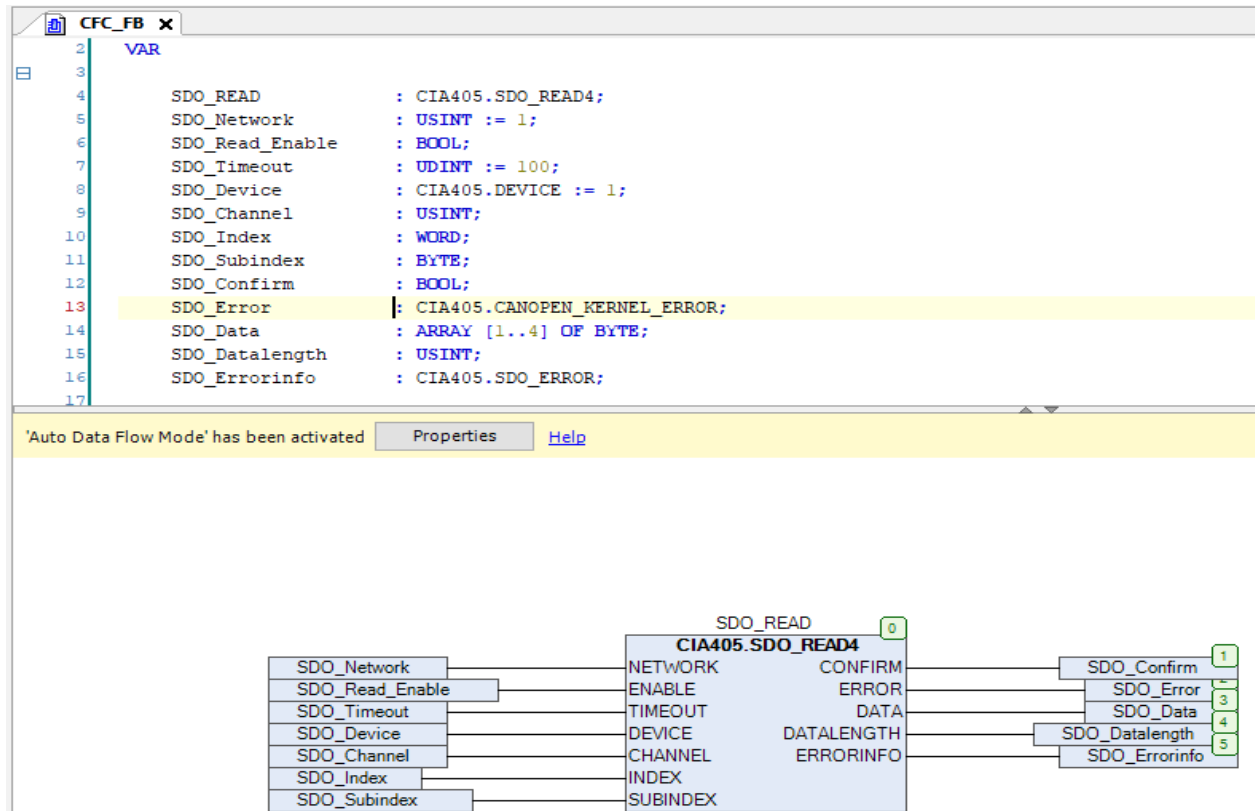 CFC_FB
2 VAR
3
4 SDO_READ : CIA405.SDO_READ4;
5 SDO_Network : USINT := 1;
6 SDO_Read_Enable : BOOL;
7 SDO_Timeout : UDINT := 100;
8 SDO_Device : CIA405.DEVICE := 1;
9 SDO_Channel : USINT;
10 SDO_Index : WORD;
11 SDO_Subindex : BYTE;
12 SDO_Confirm : BOOL;
13 SDO_Error : CIA405.CANOPEN_KERNEL_ERROR;
14 SDO_Data : ARRAY [1..4] OF BYTE;
15 SDO_Datalength : USINT;
16 SDO_Errorinfo : CIA405.SDO_ERROR;
17
'Auto Data Flow Mode' has been activated Properties Help
SDO_READ 0
CIA405.SDO_READ4
SDO_Network NETWORK CONFIRM SDO_Confirm 1
SDO_Read_Enable ENABLE ERROR SDO_Error
SDO_Timeout TIMEOUT DATA SDO_Data 3
SDO_Device DEVICE DATALENGTH SDO_Datalength 4
SDO_Channel CHANNEL ERRORINFO SDO_Errorinfo 5
SDO_Index INDEX
SDO_Subindex SUBINDEX